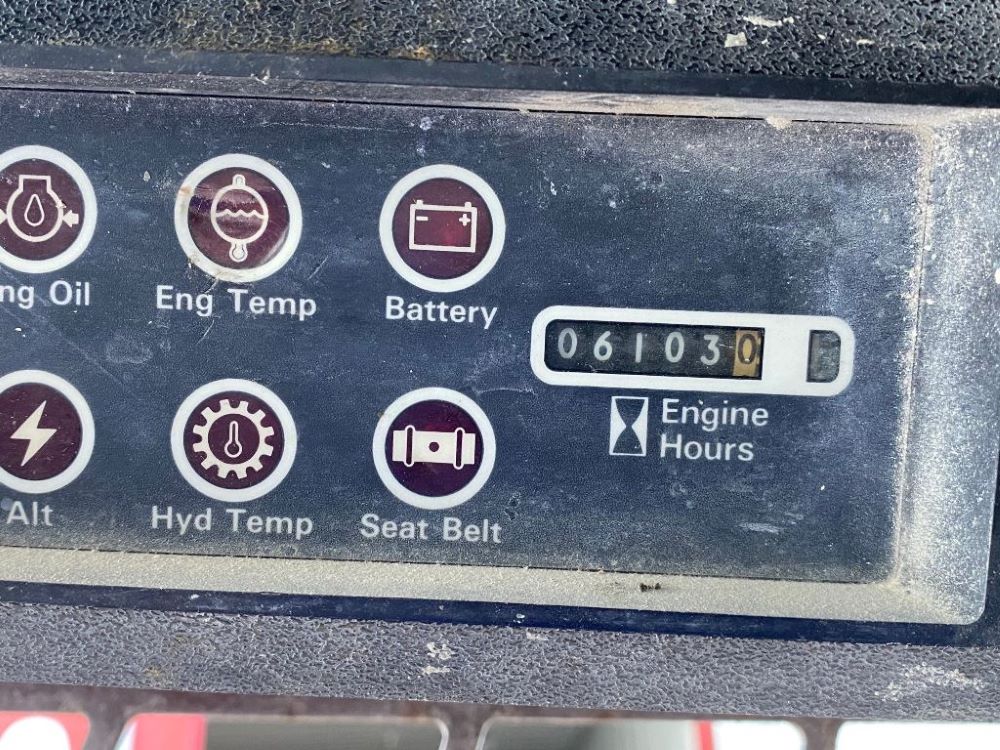 ng Oil
Eng Temp
Battery
061030
Engine
Hours
Alt
Hyd Temp
Seat Belt